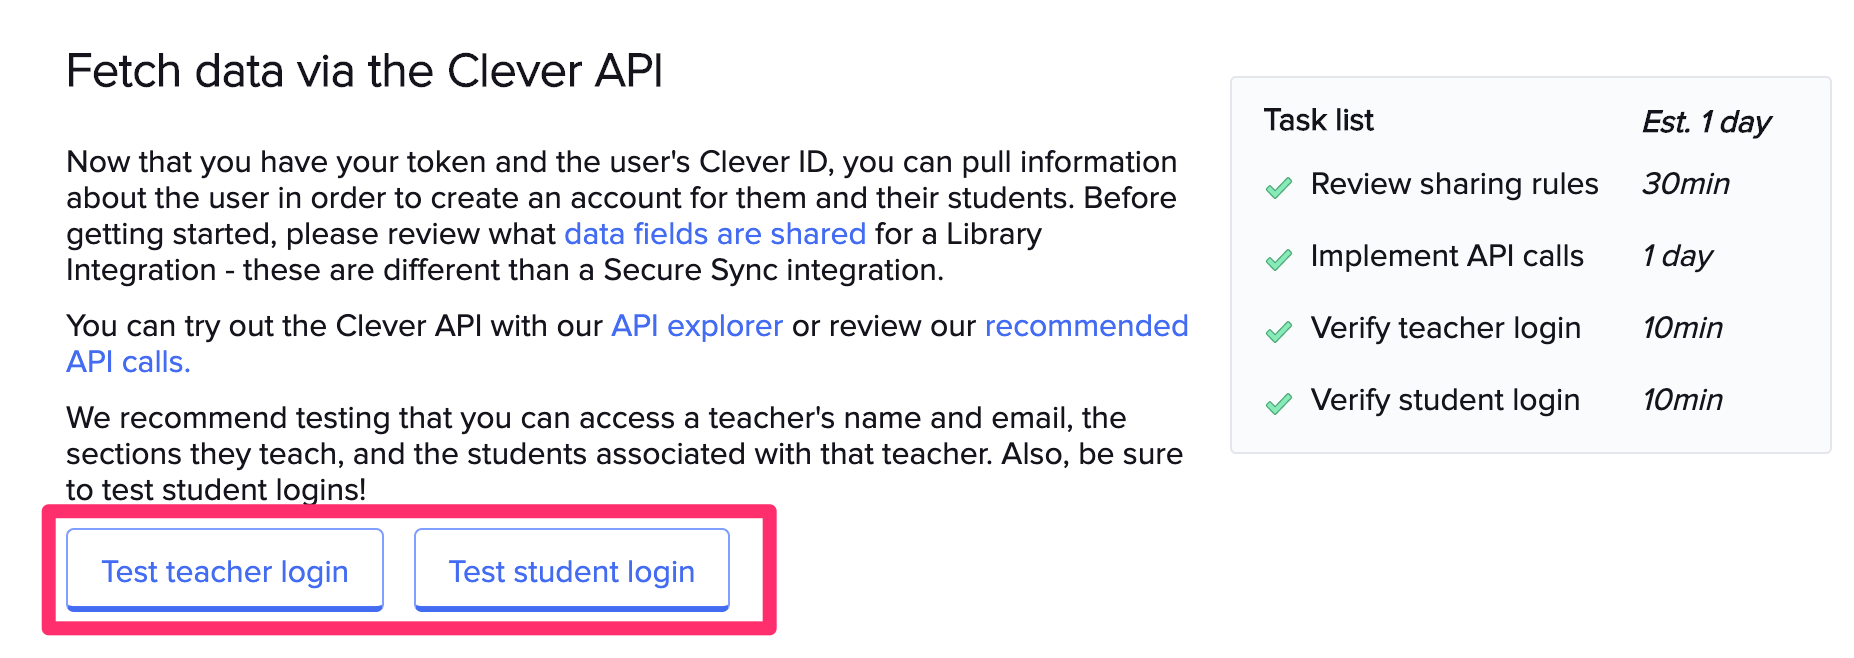 Fetch data via the Clever API
Now that you have your token and the user's Clever ID, you can pull information
about the user in order to create an account for them and their students. Before
getting started, please review what data fields are shared for a Library
Integration - these are different than a Secure Sync integration.
You can try out the Clever API with our API explorer or review our recommended
API calls.
We recommend testing that you can access a teacher's name and email, the
sections they teach, and the students associated with that teacher. Also, be sure
to test student logins!
Test teacher login
Test student login
Task list Est. 1 day
Review sharing rules 30min
Implement API calls 1 day
Verify teacher login 10min
Verify student login 10min